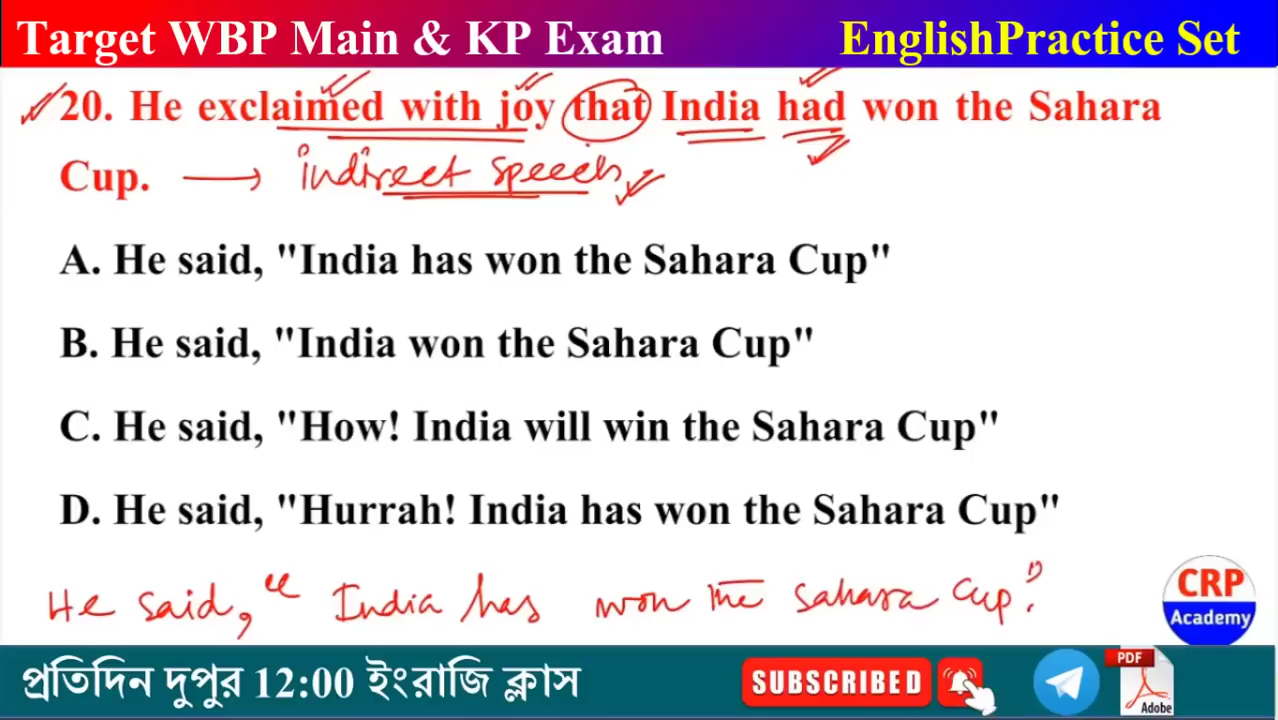 Target WBP Main & KP Exam EnglishPractice Set
20. He exclaimed with joy that India had won the Sahara
Cup. → indirect speech
A. He said, "India has won the Sahara Cup"
B. He said, "India won the Sahara Cup"
C. He said, "How! India will win the Sahara Cup"
D. He said, "Hurrah! India has won the Sahara Cup"
He said, “ India has won the Sahara Cup."
CRP
Academy
প্রতিদিন দুপুর 12:00 ইংরাজি ক্লাস SUBSCRIBED PDF
Adobe